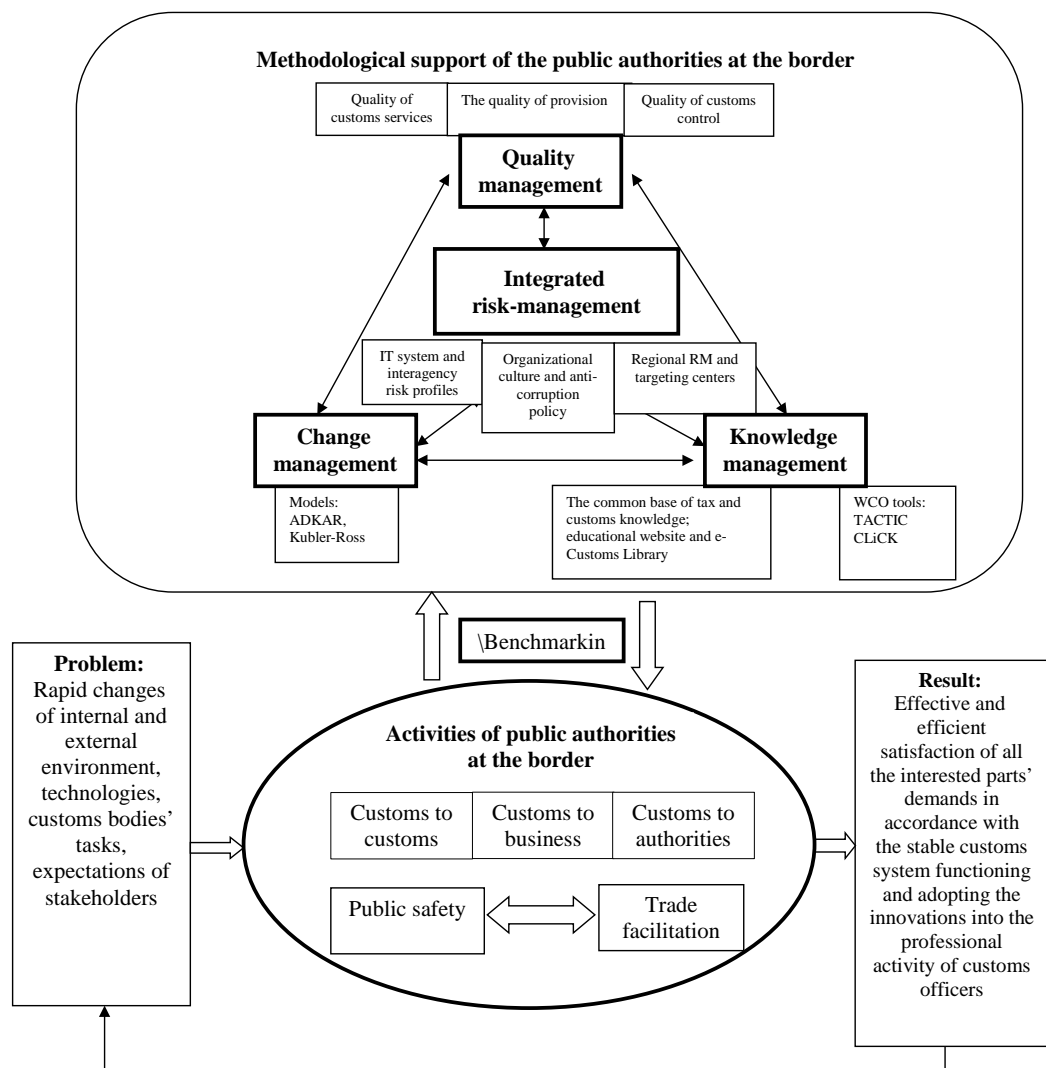 Methodological support of the public authorities at the border
Quality of
customs services
The quality of provision
Quality of customs
control
Quality
management
Integrated
risk-management
IT system and
interagency
risk profiles
Organizational
culture and anti-
corruption
policy
Regional RM and
targeting centers
Change
management
Knowledge
management
Models:
ADKAR,
Kubler-Ross
The common base of tax and
customs knowledge;
educational website and e-
Customs Library
WCO tools:
TACTIC
CLiCK
\Benchmarkin
Problem:
Rapid changes
of internal and
external
environment,
technologies,
customs bodies’
tasks,
expectations of
stakeholders
Activities of public authorities
at the border
Customs to
customs
Customs to
business
Customs to
authorities
Public safety
Trade
facilitation
Result:
Effective and
efficient
satisfaction of all
the interested parts’
demands in
accordance with
the stable customs
system functioning
and adopting the
innovations into the
professional
activity of customs
officers